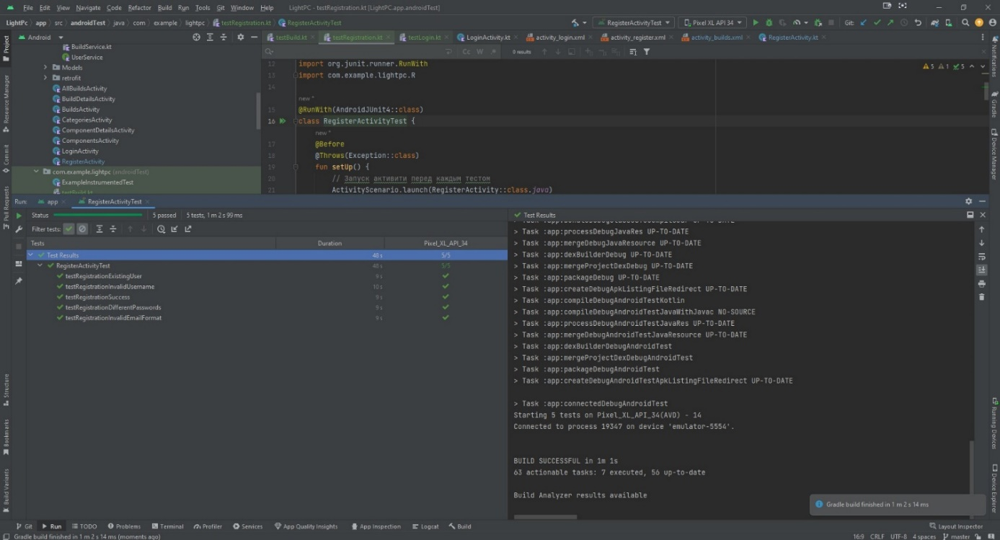 File Edit View Navigate Code Refactor Build Run Tools Git Window Help LightPC - testRegistration.kt [LightPC.app.androidTest]
LightPc app src androidTest java com example lightpc testRegistration.kt RegisterActivityTest
RegisterActivityTest Pixel XL API 34 Git:
Android
testBuild.kt testRegistration.kt testLogin.kt LoginActivity.kt activity_login.xml activity_register.xml activity_builds.xml RegisterActivity.kt
Project
Resource Manager
Commit
Pull Requests
BuildService.kt
UserService
Models
retrofit
AllBuildsActivity
BuildDetailsActivity
BuildsActivity
CategoriesActivity
ComponentDetailsActivity
ComponentsActivity
LoginActivity
RegisterActivity
com.example.lightpc (androidTest)
ExampleInstrumentedTest
testBuild.kt
Cc W 0 results
5 1 5
12 import org.junit.runner.RunWith
13 import com.example.lightpc.R
14
new *
15 @RunWith(AndroidJUnit4::class)
16 class RegisterActivityTest {
new *
17 @Before
18 @Throws(Exception::class)
19 fun setUp() {
20 // Запуск активити перед каждым тестом
21 ActivityScenario.launch(RegisterActivity::class.java)
Notifications
Gradle
Device Manager
Run: app RegisterActivityTest
Status 5 passed 5 tests, 1 m 2 s 99 ms
Filter tests:
Tests Duration Pixel_XL_API_34
Test Results 48 s 5/5
RegisterActivityTest 48 s 5/5
testRegistrationExistingUser 9 s
testRegistrationInvalidUsername 10 s
testRegistrationSuccess 9 s
testRegistrationDifferentPasswords 9 s
testRegistrationInvalidEmailFormat 9 s
Test Results
> Task :app:processDebugJavaRes UP-TO-DATE
> Task :app:mergeDebugJavaResource UP-TO-DATE
> Task :app:dexBuilderDebug UP-TO-DATE
> Task :app:mergeProjectDexDebug UP-TO-DATE
> Task :app:packageDebug UP-TO-DATE
> Task :app:createDebugApkListingFileRedirect UP-TO-DATE
> Task :app:compileDebugAndroidTestKotlin
> Task :app:compileDebugAndroidTestJavaWithJavac NO-SOURCE
> Task :app:processDebugAndroidTestJavaRes UP-TO-DATE
> Task :app:mergeDebugAndroidTestJavaResource UP-TO-DATE
> Task :app:dexBuilderDebugAndroidTest
> Task :app:mergeProjectDexDebugAndroidTest
> Task :app:packageDebugAndroidTest
> Task :app:createDebugAndroidTestApkListingFileRedirect UP-TO-DATE
> Task :app:connectedDebugAndroidTest
Starting 5 tests on Pixel_XL_API_34(AVD) - 14
Connected to process 19347 on device 'emulator-5554'.
BUILD SUCCESSFUL in 1m 1s
63 actionable tasks: 7 executed, 56 up-to-date
Build Analyzer results available
Gradle build finished in 1 m 2 s 14 ms
Structure
Bookmarks
Build Variants
Running Devices
Device Explorer
Git Run TODO Problems Terminal Profiler Services App Quality Insights App Inspection Logcat Build Layout Inspector
Gradle build finished in 1 m 2 s 14 ms (moments ago) 16:9 CRLF UTF-8 4 spaces master